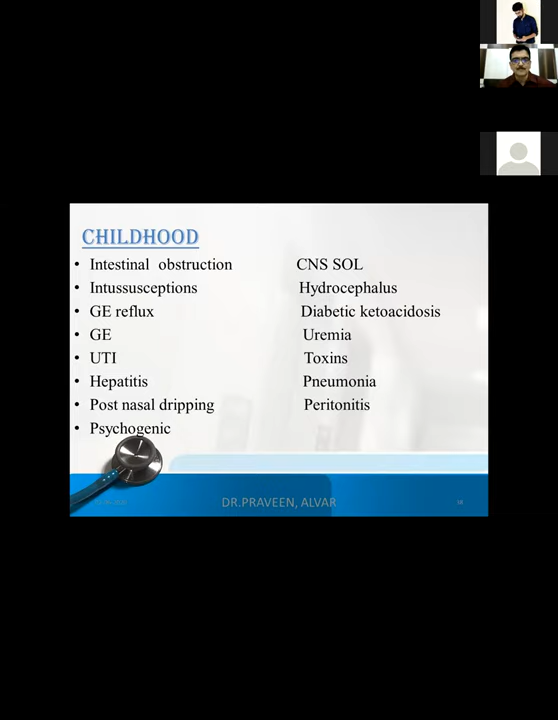 CHILDHOOD
• Intestinal obstruction CNS SOL
• Intussusceptions Hydrocephalus
• GE reflux Diabetic ketoacidosis
• GE Uremia
• UTI Toxins
• Hepatitis Pneumonia
• Post nasal dripping Peritonitis
• Psychogenic
DR.PRAVEEN, ALVAR